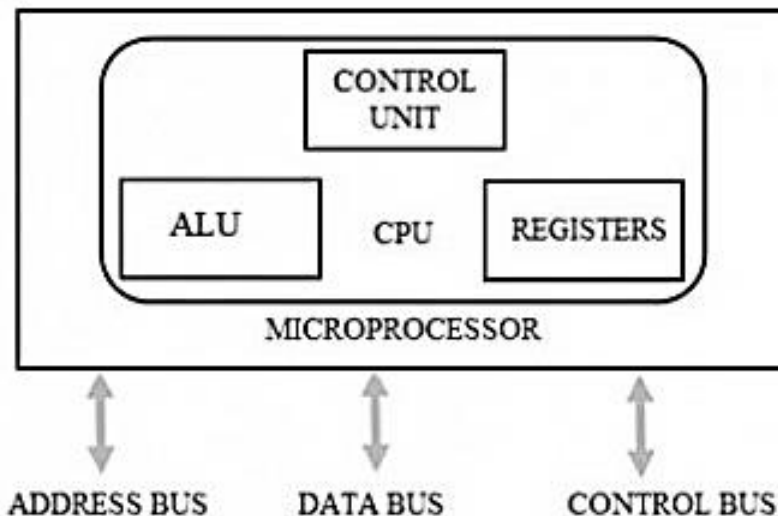 CONTROL
UNIT
ALU
CPU
REGISTERS
MICROPROCESSOR
ADDRESS BUS
DATA BUS
CONTROL BUS